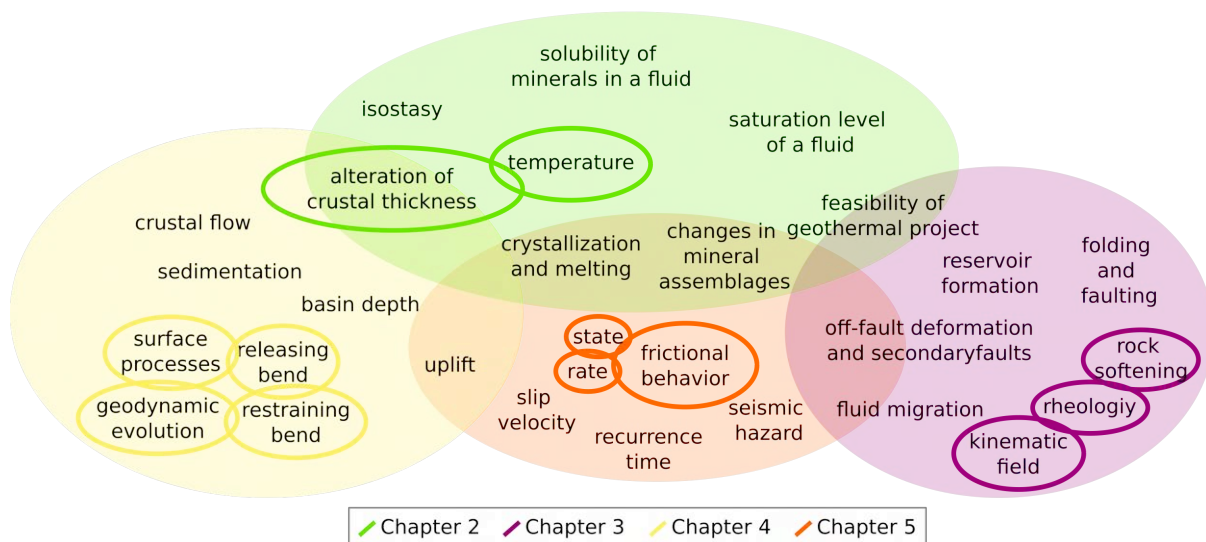 solubility of
minerals in a fluid
isostasy
saturation level
of a fluid
temperature
alteration of
crustal thickness
crustal flow
feasibility of
geothermal project
crystallization
and melting
changes in
mineral
assemblages
folding
and
faulting
reservoir
formation
sedimentation
basin depth
surface
processes
releasing
bend
uplift
state
rate
frictional
behavior
off-fault deformation
and secondaryfaults
rock
softening
geodynamic
evolution
restraining
bend
slip
velocity
recurrence
time
seismic
hazard
fluid migration
rheologiy
kinematic
field
Chapter 2 Chapter 3 Chapter 4 Chapter 5